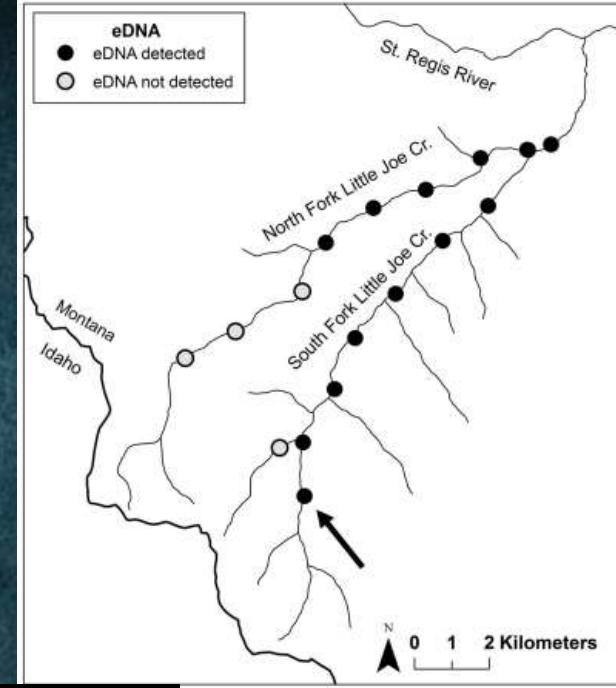 eDNA
eDNA detected
eDNA not detected
St. Regis River
North Fork Little Joe Cr.
South Fork Little Joe Cr.
Montana
Idaho
N
0 1 2 Kilometers